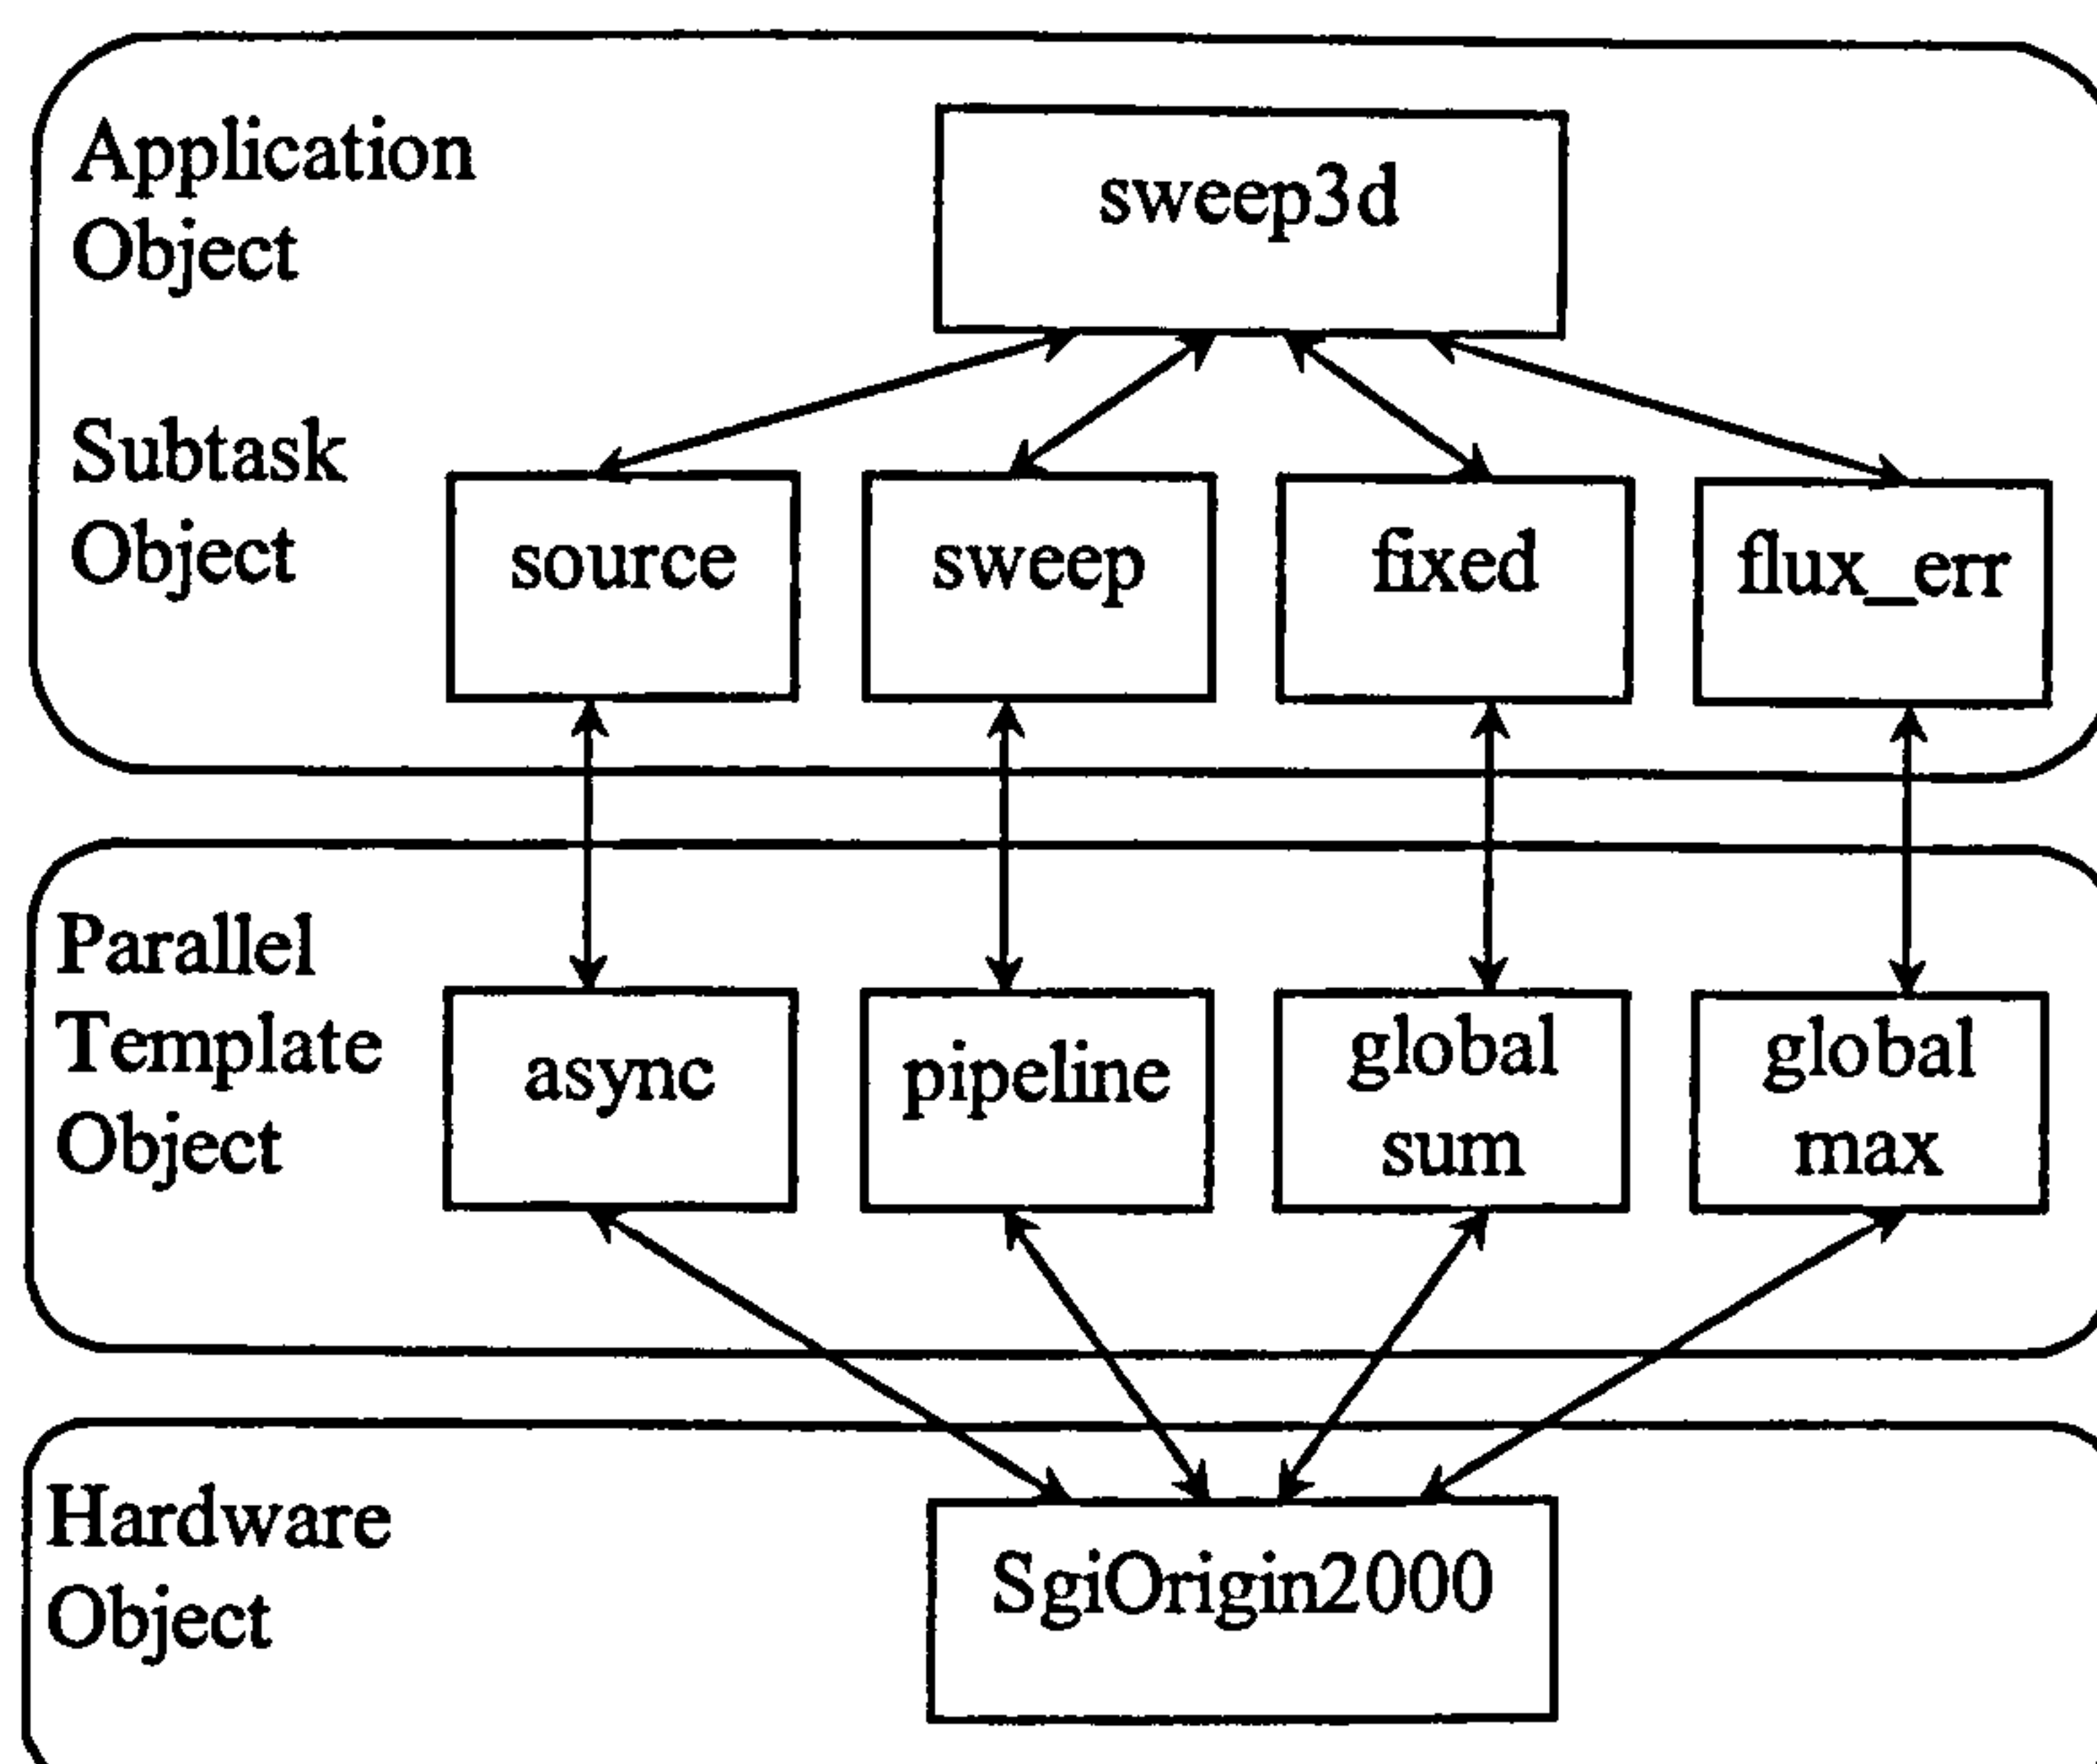 Application
Object
sweep3d
Subtask
Object
source
sweep
fixed
flux_err
Parallel
Template
Object
async
pipeline
global
sum
global
max
Hardware
Object
SgiOrigin2000